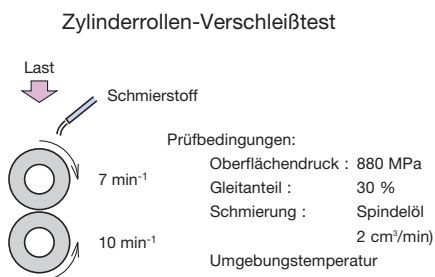 Zylinderrollen-Verschleißtest
Last
Schmierstoff
7 min⁻¹
10 min⁻¹
Prüfbedingungen:
Oberflächendruck : 880 MPa
Gleitanteil : 30 %
Schmierung : Spindelöl
2 cm³/min)
Umgebungstemperatur